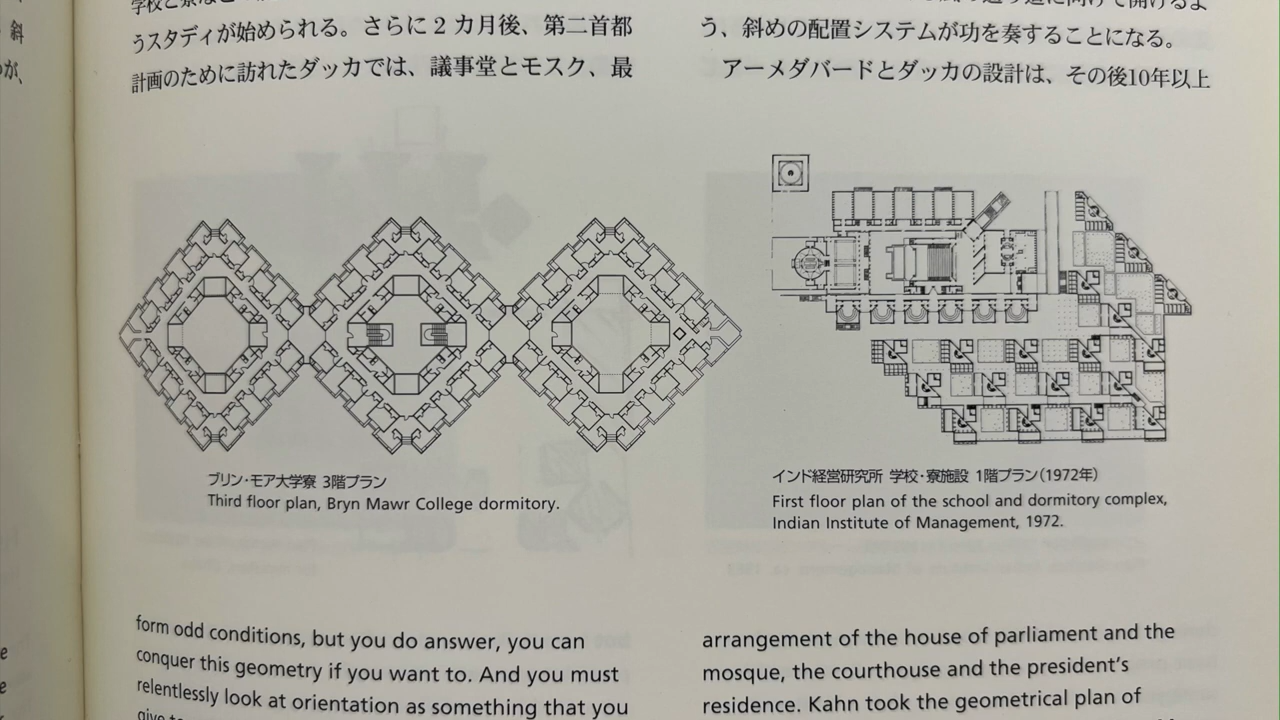 斜
うスタディが始められる。さらに 2 カ月後、第二首都
計画のために訪れたダッカでは、議事堂とモスク、最
う、斜めの配置システムが功を奏することになる。
アーメダバードとダッカの設計は、その後10年以上
ブリン・モア大学寮 3階プラン
Third floor plan, Bryn Mawr College dormitory.
インド経営研究所 学校・寮施設 1階プラン(1972年)
First floor plan of the school and dormitory complex,
Indian Institute of Management, 1972.
form odd conditions, but you do answer, you can
conquer this geometry if you want to. And you must
relentlessly look at orientation as something that you
arrangement of the house of parliament and the
mosque, the courthouse and the president's
residence. Kahn took the geometrical plan of